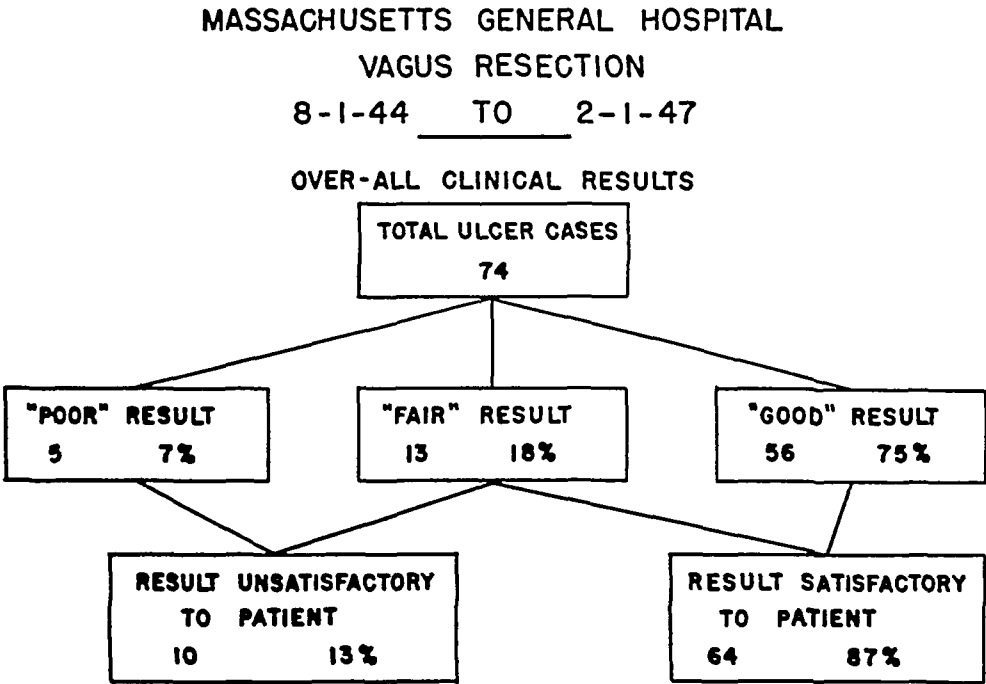 MASSACHUSETTS GENERAL HOSPITAL
VAGUS RESECTION
8-1-44 TO 2-1-47
OVER-ALL CLINICAL RESULTS
TOTAL ULCER CASES
74
"POOR" RESULT
5 7%
"FAIR" RESULT
13 18%
"GOOD" RESULT
56 75%
RESULT UNSATISFACTORY
TO PATIENT
10 13%
RESULT SATISFACTORY
TO PATIENT
64 87%